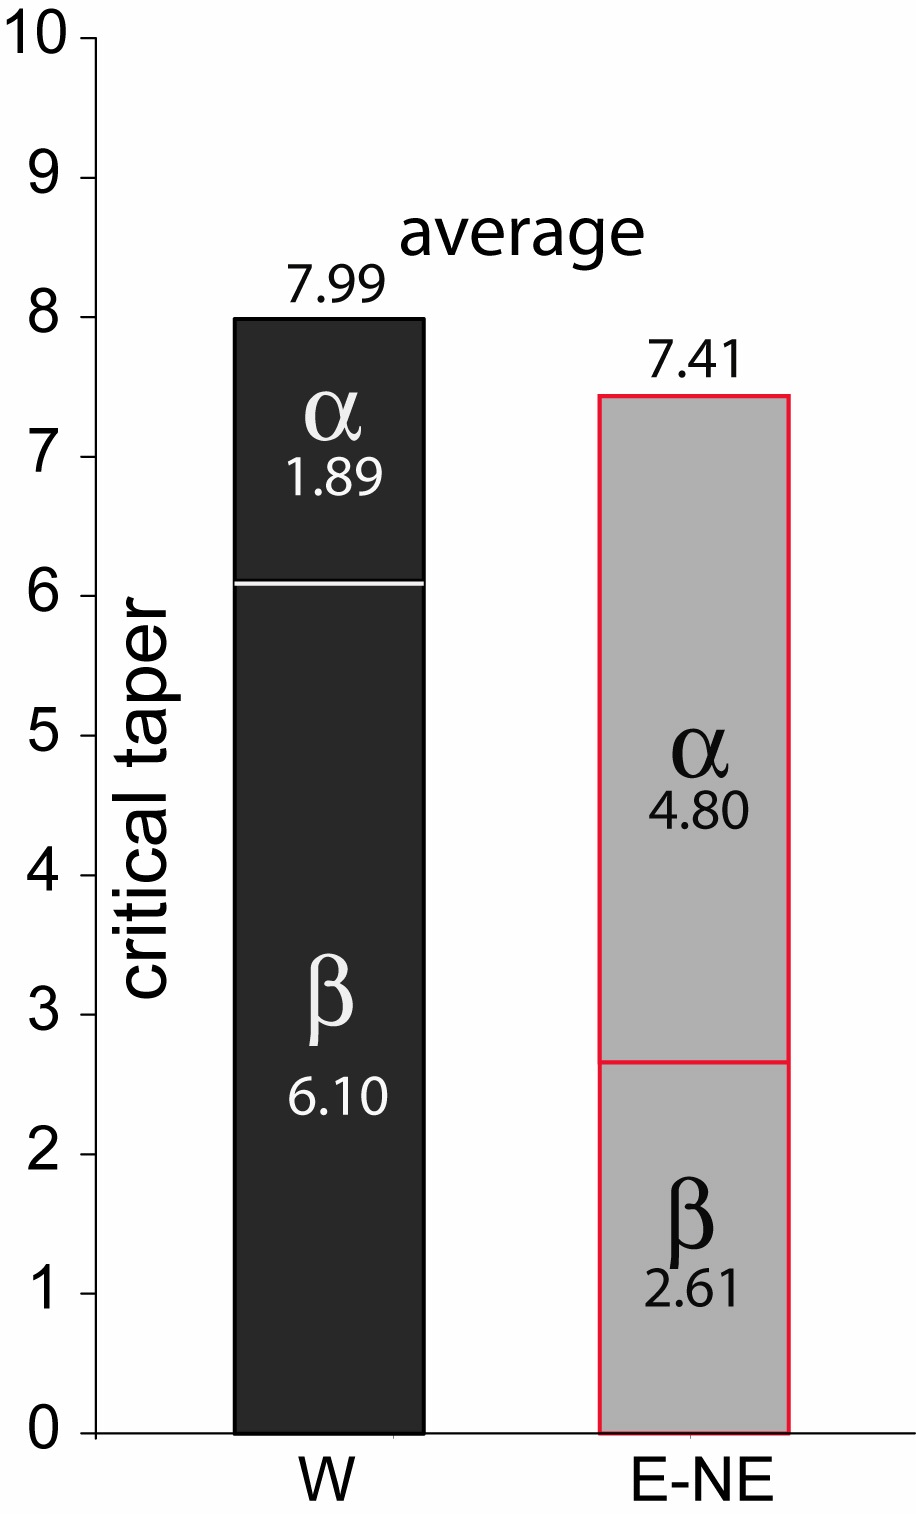 10
9
8
7
6
5
4
3
2
1
0
critical taper
average
7.99
α
1.89
β
6.10
7.41
α
4.80
β
2.61
W
E-NE